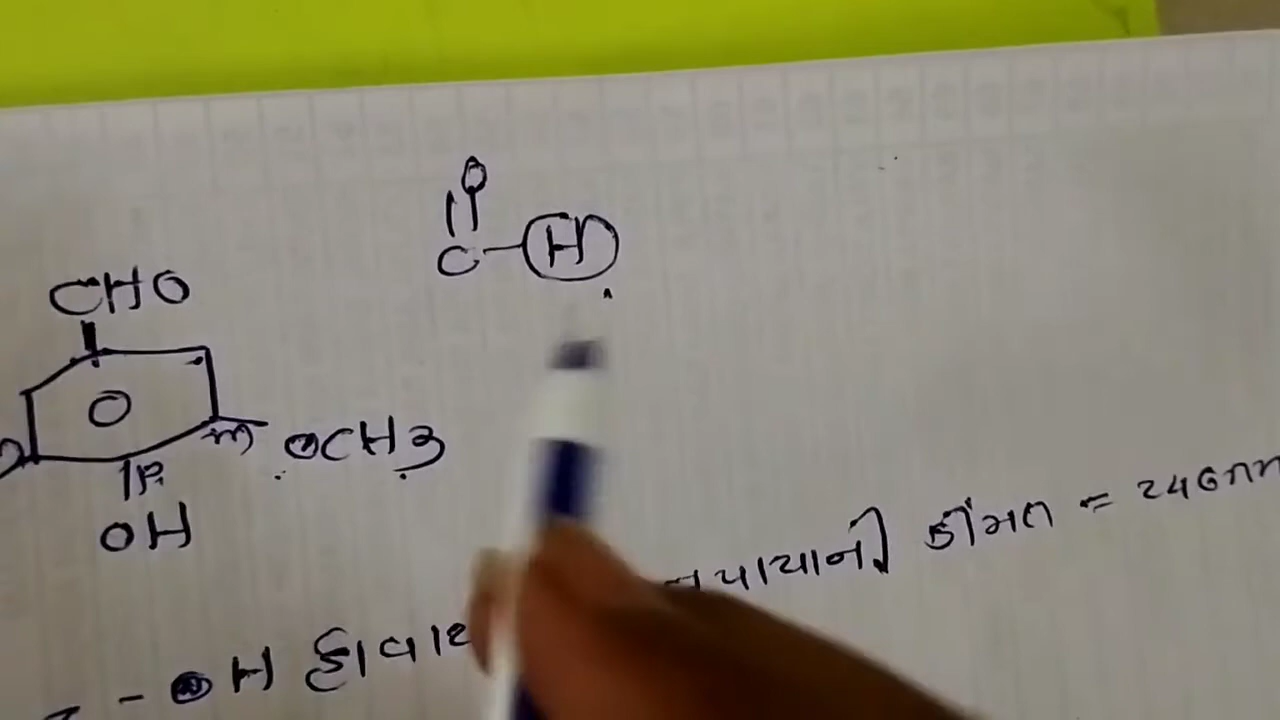 O
C-H
CHO
O
m OCH3
P
OH
પાયાની કીંમત = 246nm
- OH હોવાથ